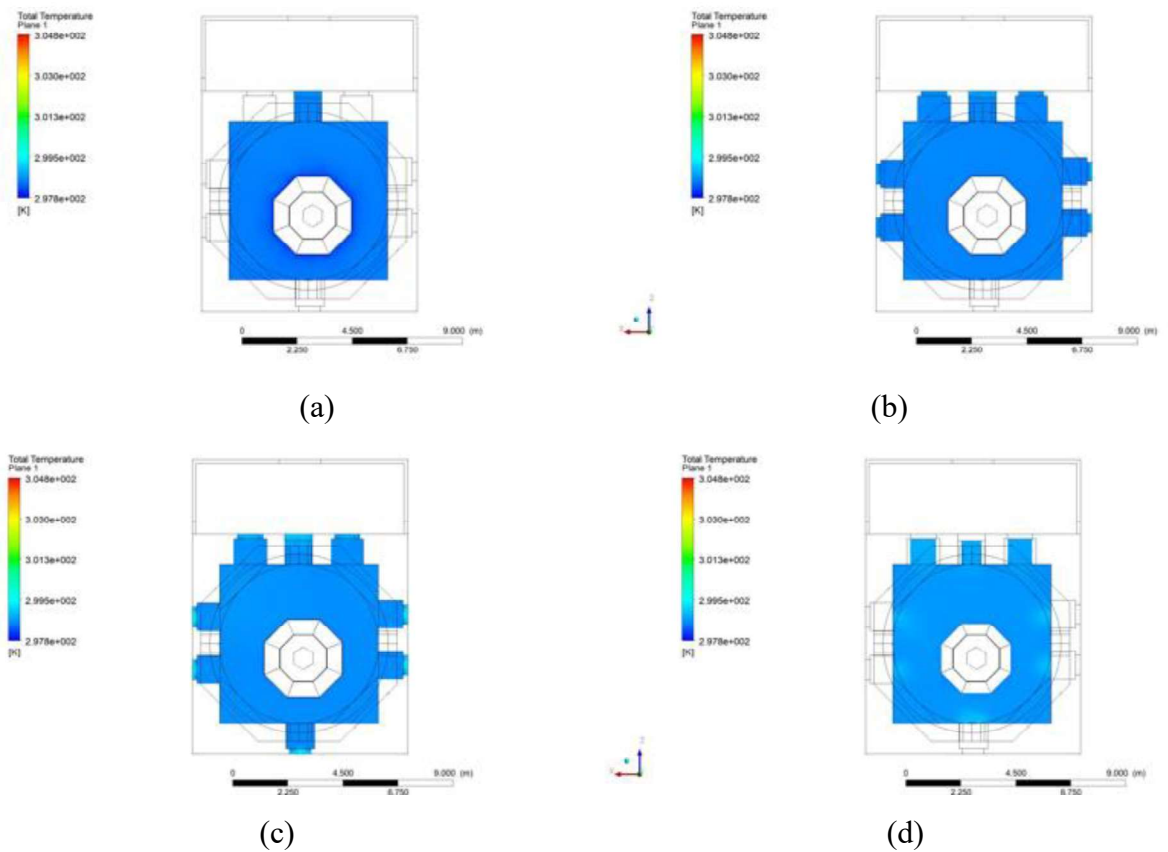 Total Temperature
Plane 1
3.048e+002
3.030e+002
3.013e+002
2.995e+002
2.978e+002
[K]
0 4.500 9.000 (m)
2.250 6.750
(a)
Total Temperature
Plane 1
3.048e+002
3.030e+002
3.013e+002
2.995e+002
2.978e+002
[K]
0 4.500 9.000 (m)
2.250 6.750
(b)
Total Temperature
Plane 1
3.048e+002
3.030e+002
3.013e+002
2.995e+002
2.978e+002
[K]
0 4.500 9.000 (m)
2.250 6.750
(c)
Total Temperature
Plane 1
3.048e+002
3.030e+002
3.013e+002
2.995e+002
2.978e+002
[K]
0 4.500 9.000 (m)
2.250 6.750
(d)